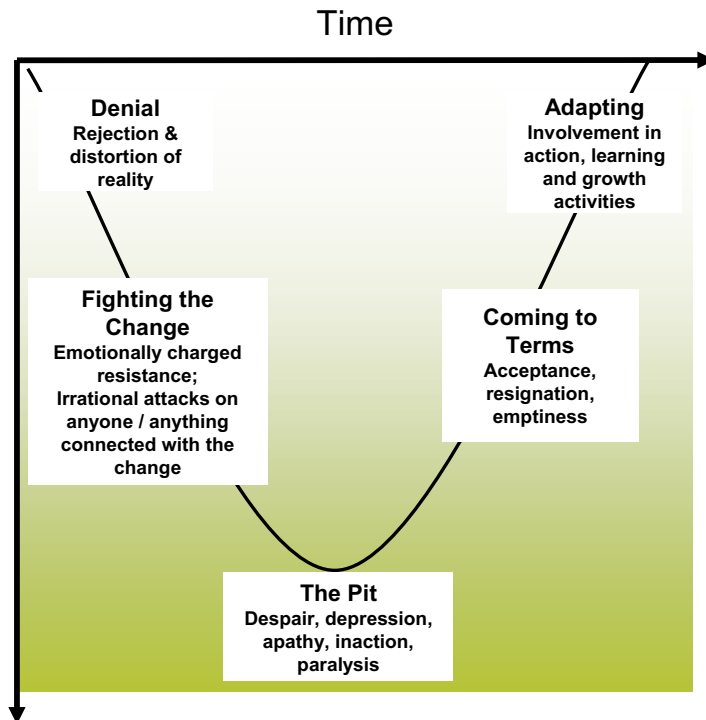 Time
Denial
Rejection &
distortion of
reality
Fighting the
Change
Emotionally charged
resistance;
Irrational attacks on
anyone / anything
connected with the
change
The Pit
Despair, depression,
apathy, inaction,
paralysis
Coming to
Terms
Acceptance,
resignation,
emptiness
Adapting
Involvement in
action, learning
and growth
activities